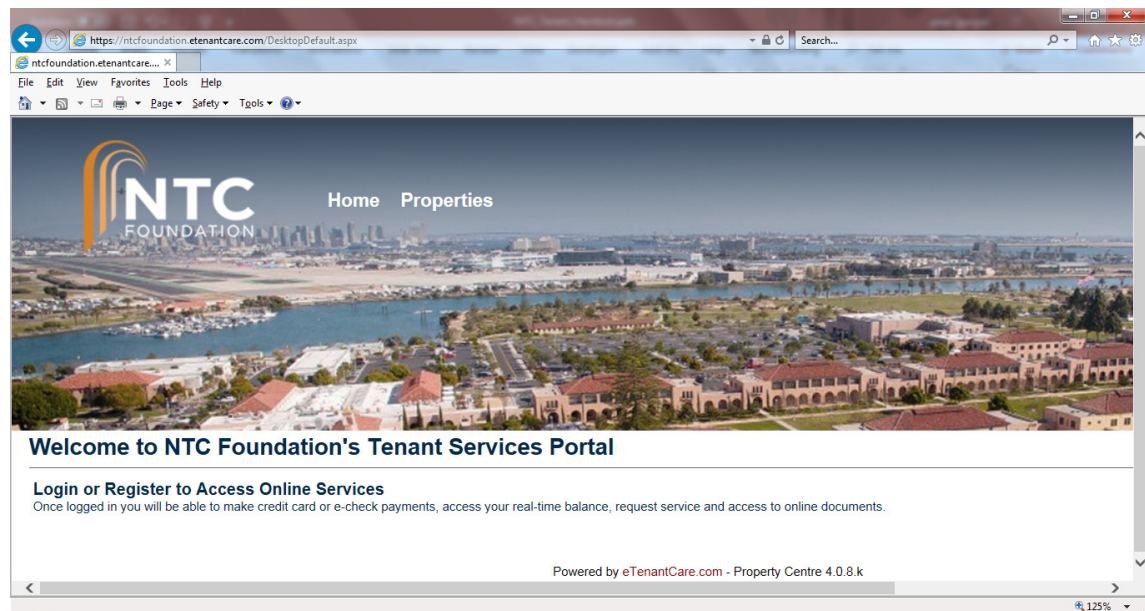 https://ntcfoundation.etenantcare.com/DesktopDefault.aspx
Search...
ntcfoundation.etenantcare....
File Edit View Favorites Tools Help
Page Safety Tools
NTC
FOUNDATION
Home Properties
Welcome to NTC Foundation's Tenant Services Portal
Login or Register to Access Online Services
Once logged in you will be able to make credit card or e-check payments, access your real-time balance, request service and access to online documents.
Powered by eTenantCare.com - Property Centre 4.0.8.k
125%